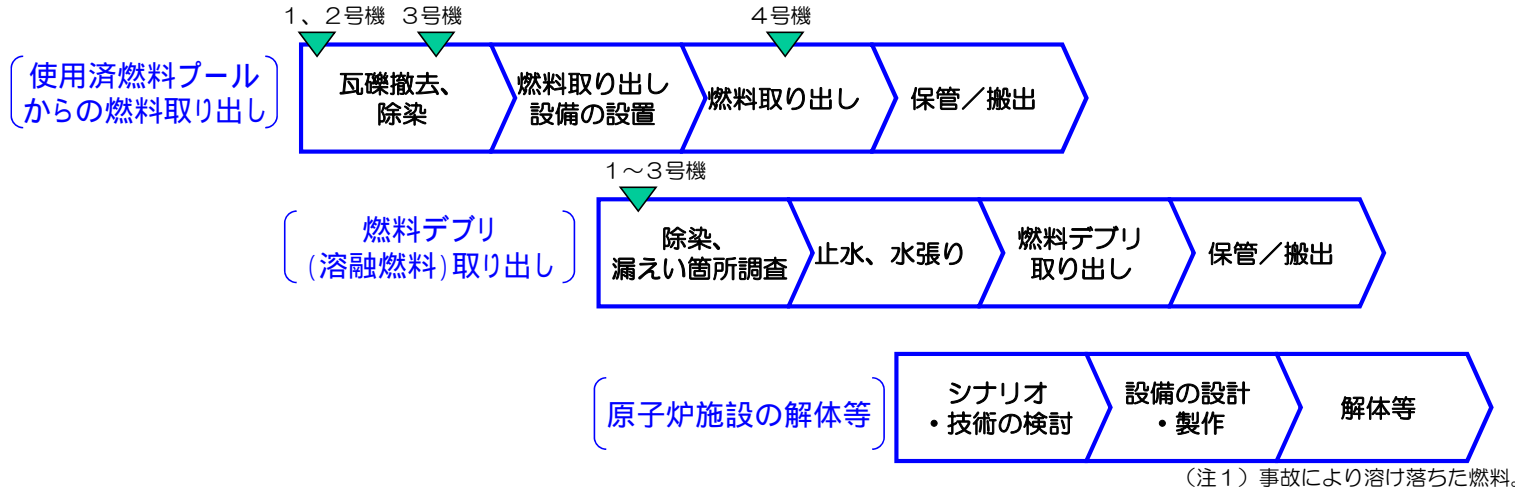 1、2号機
3号機
4号機
使用済燃料プール
からの燃料取り出し
瓦礫撤去、
除染
燃料取り出し
設備の設置
燃料取り出し
保管／搬出
1～3号機
燃料デブリ
(溶融燃料)取り出し
除染、
漏えい箇所調査
止水、水張り
燃料デブリ
取り出し
保管／搬出
原子炉施設の解体等
シナリオ
・技術の検討
設備の設計
・製作
解体等
（注1）事故により溶け落ちた燃料。